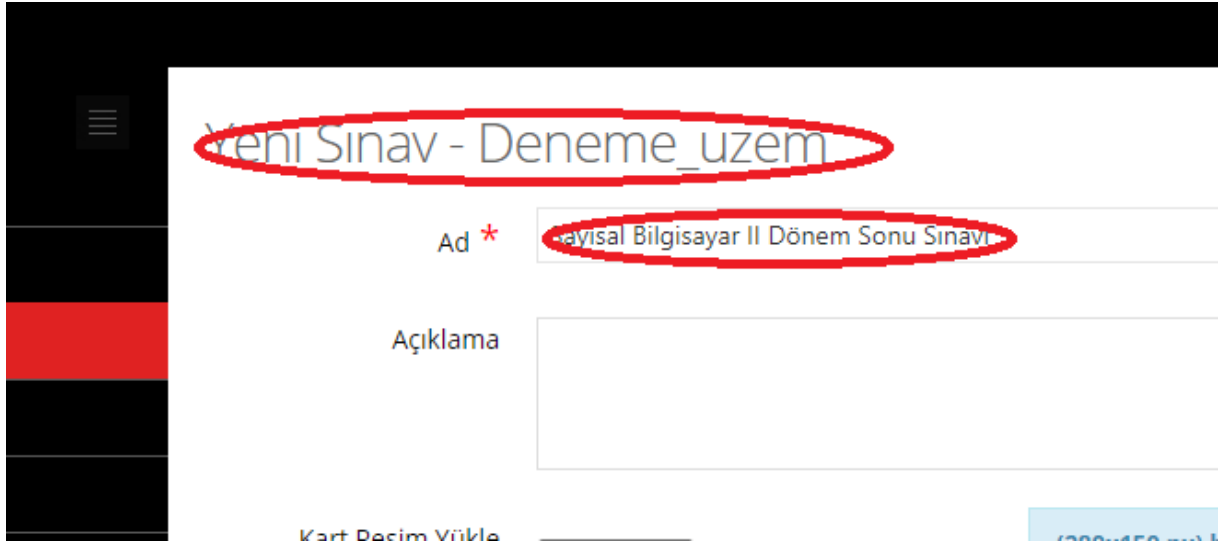 Yeni Sınav - Deneme_uzem
Ad *
Sayısal Bilgisayar II Dönem Sonu Sınavı
Açıklama
Kart Resim Yükle